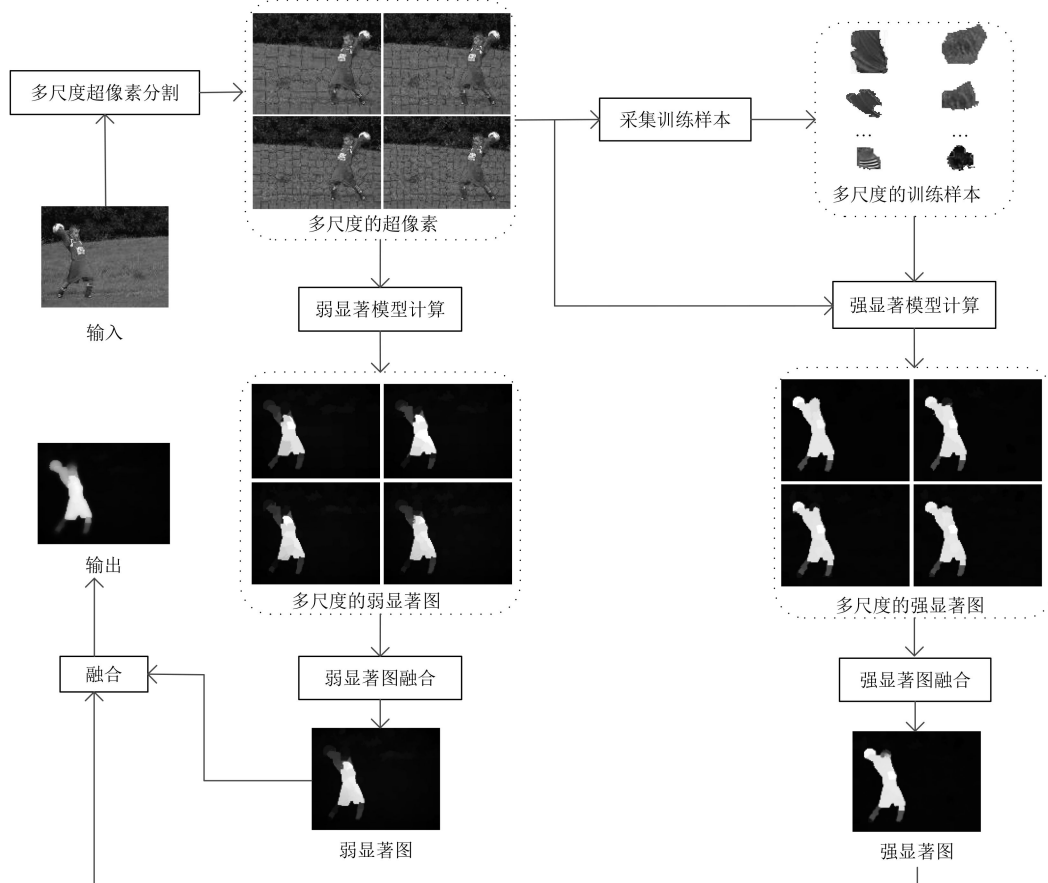 多尺度超像素分割
采集训练样本
...
...
多尺度的训练样本
多尺度的超像素
输入
弱显著模型计算
强显著模型计算
输出
多尺度的弱显著图
多尺度的强显著图
融合
弱显著图融合
强显著图融合
弱显著图
强显著图